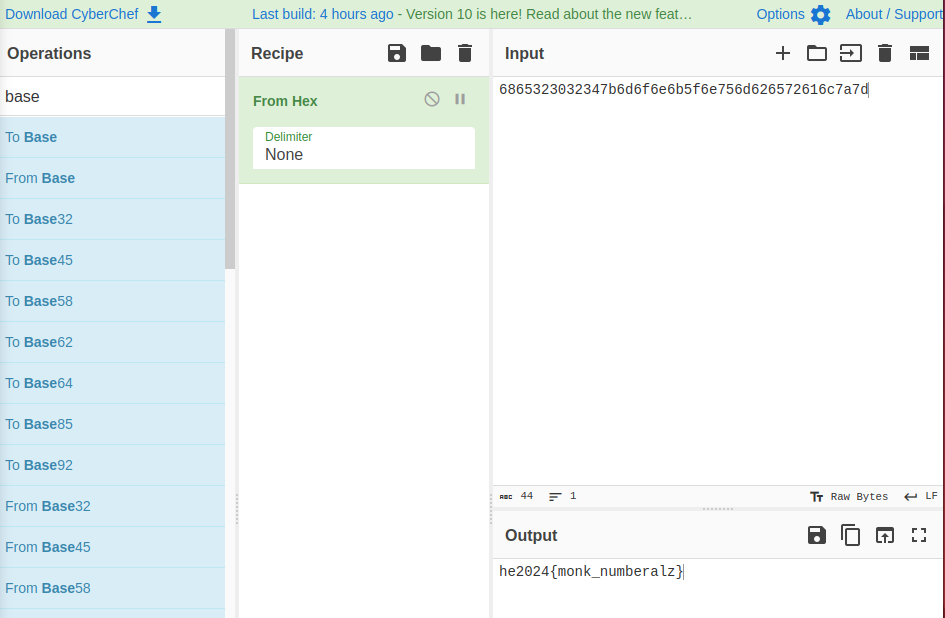 Download CyberChef
Last build: 4 hours ago - Version 10 is here! Read about the new feat…
Options
About / Support
Operations
base
To Base
From Base
To Base32
To Base45
To Base58
To Base62
To Base64
To Base85
To Base92
From Base32
From Base45
From Base58
Recipe
From Hex
Delimiter
None
Input
6865323032347b6d6f6e6b5f6e756d626572616c7a7d
ABC 44
1
Tт Raw Bytes
LF
Output
he2024{monk_numberalz}